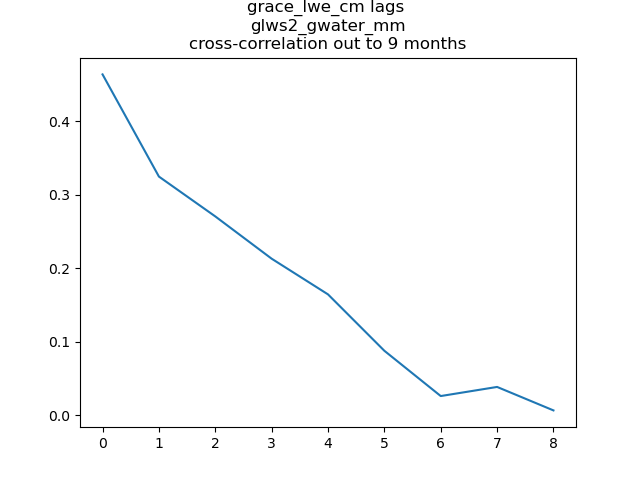 grace_lwe_cm lags
glws2_gwater_mm
cross-correlation out to 9 months
0.4
0.3
0.2
0.1
0.0
0 1 2 3 4 5 6 7 8